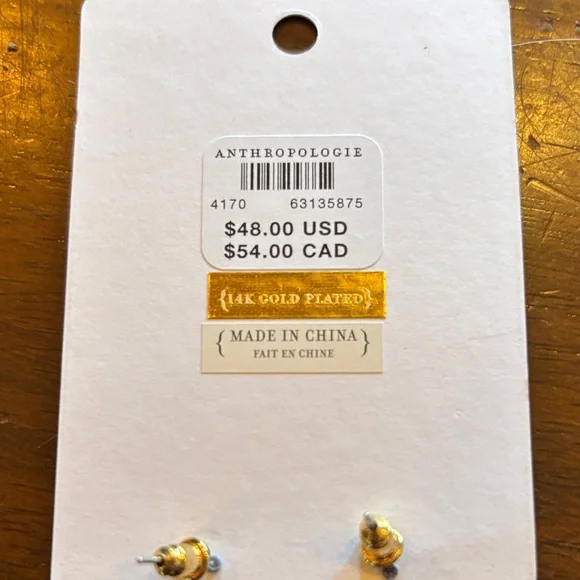 ANTHROPOLOGIE
4170 63135875
$48.00 USD
$54.00 CAD
{14K GOLD PLATED}
{ MADE IN CHINA }
FAIT EN CHINE